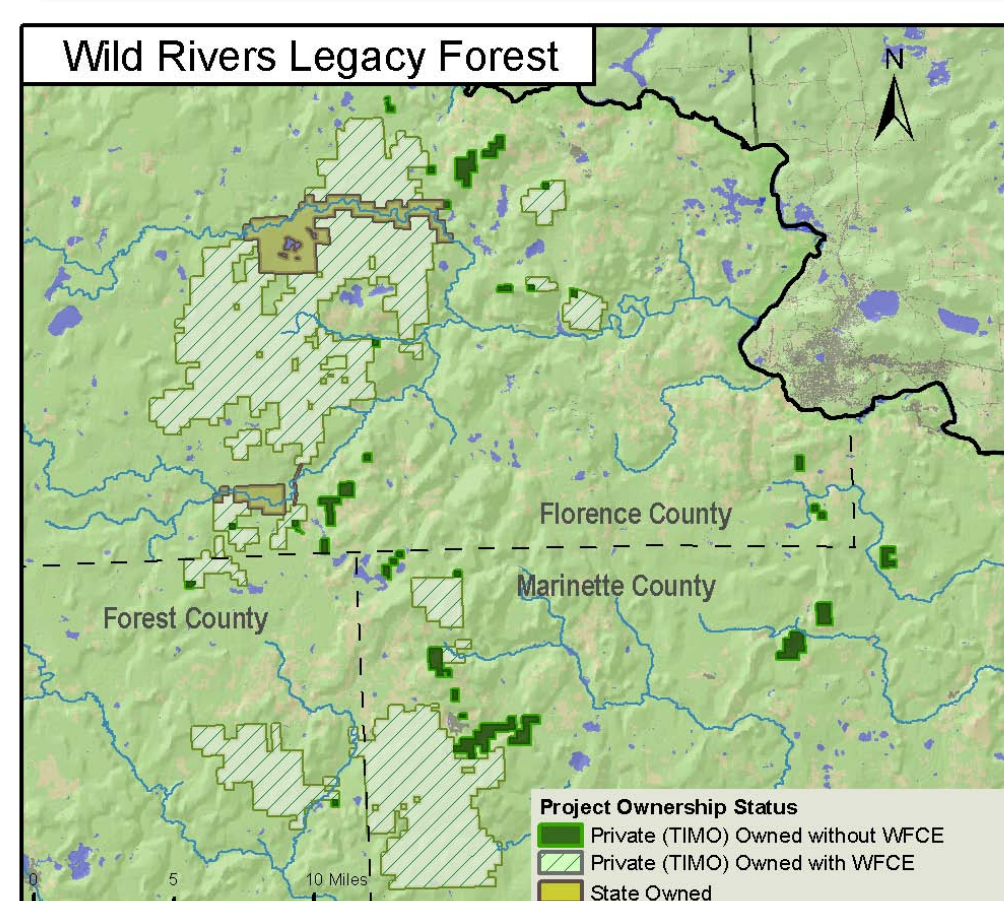 Wild Rivers Legacy Forest
N
Florence County
Marinette County
Forest County
Project Ownership Status
Private (TIMO) Owned without WFCE
Private (TIMO) Owned with WFCE
State Owned
0 5 10 Miles